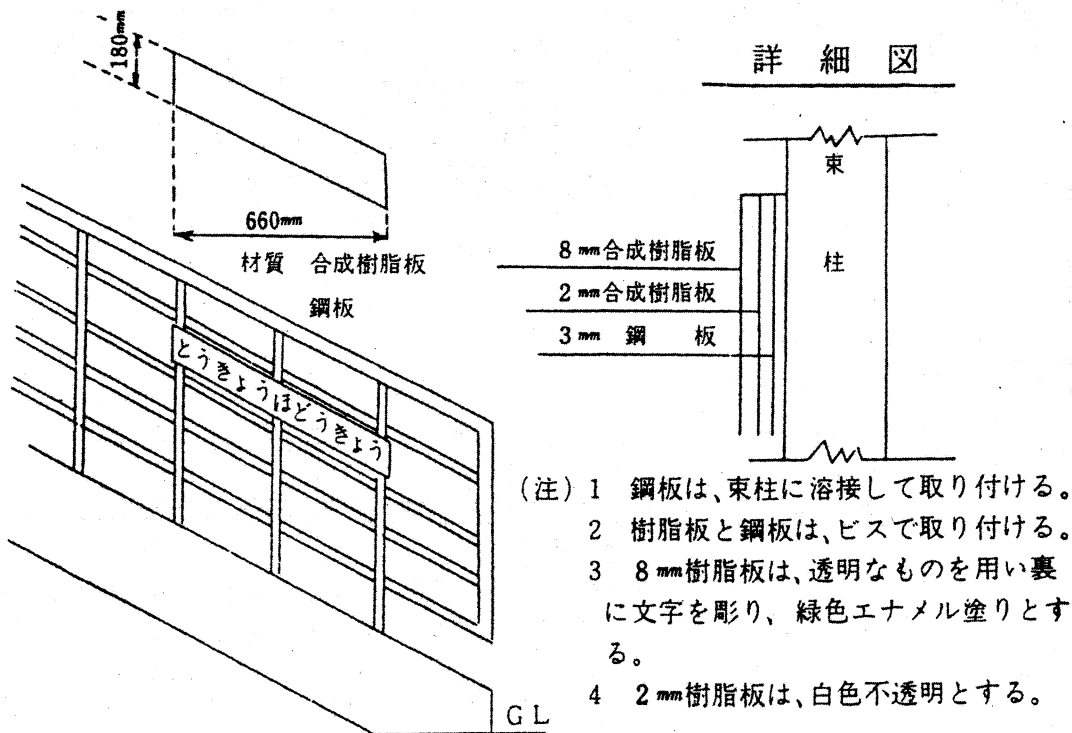 180mm
660mm
材質 合成樹脂板
鋼板
とうきょうほどうきょう
詳細図
束
柱
8mm合成樹脂板
2mm合成樹脂板
3mm 鋼 板
(注) 1 鋼板は、束柱に溶接して取り付ける。
2 樹脂板と鋼板は、ビスで取り付ける。
3 8mm樹脂板は、透明なものを用い裏
に文字を彫り、緑色エナメル塗りとす
る。
4 2mm樹脂板は、白色不透明とする。
GL